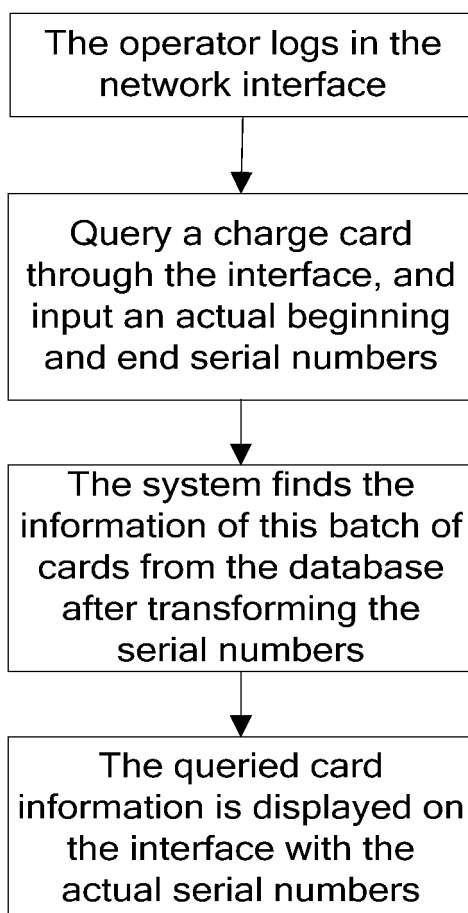 The operator logs in the
network interface
Query a charge card
through the interface, and
input an actual beginning
and end serial numbers
The system finds the
information of this batch of
cards from the database
after transforming the
serial numbers
The queried card
information is displayed on
the interface with the
actual serial numbers